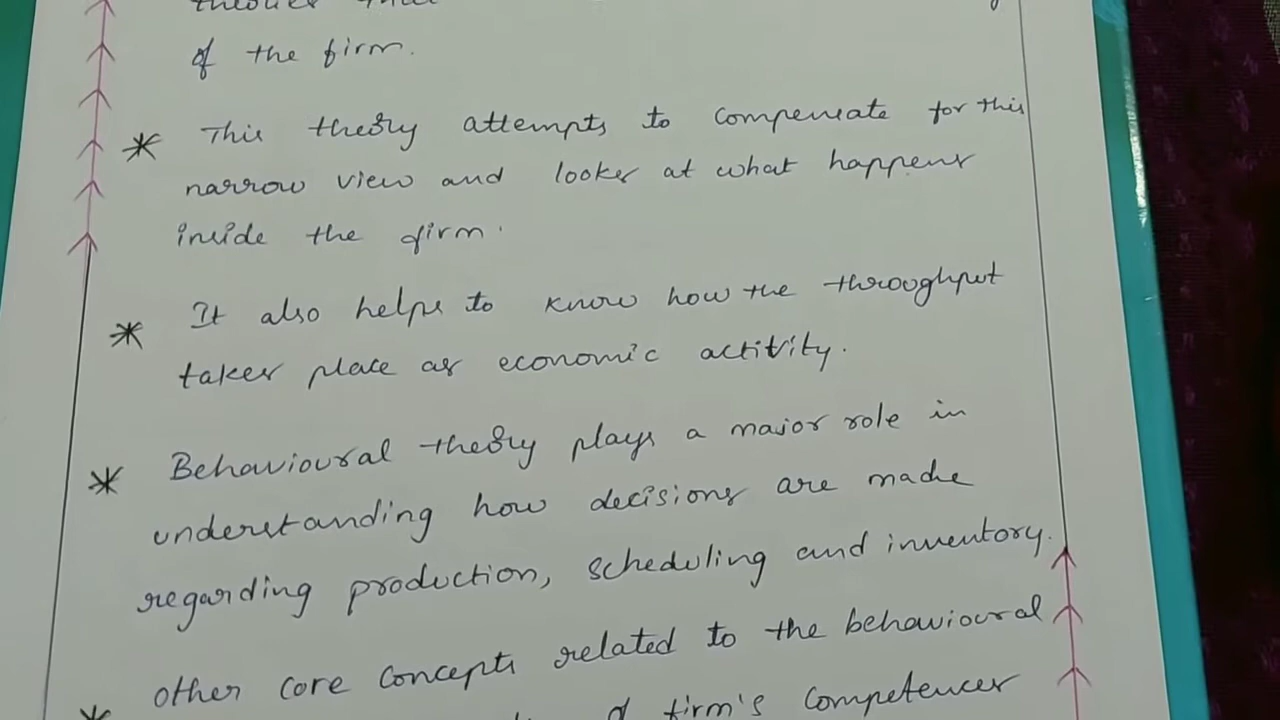 of the firm.
* This theory attempts to compensate for this
narrow view and looks at what happens
inside the firm.
* It also helps to know how the throughput
takes place as economic activity.
* Behavioural theory plays a major role in
understanding how decisions are made
regarding production, scheduling and inventory.
* other core concepts related to the behavioural
of firm's competences